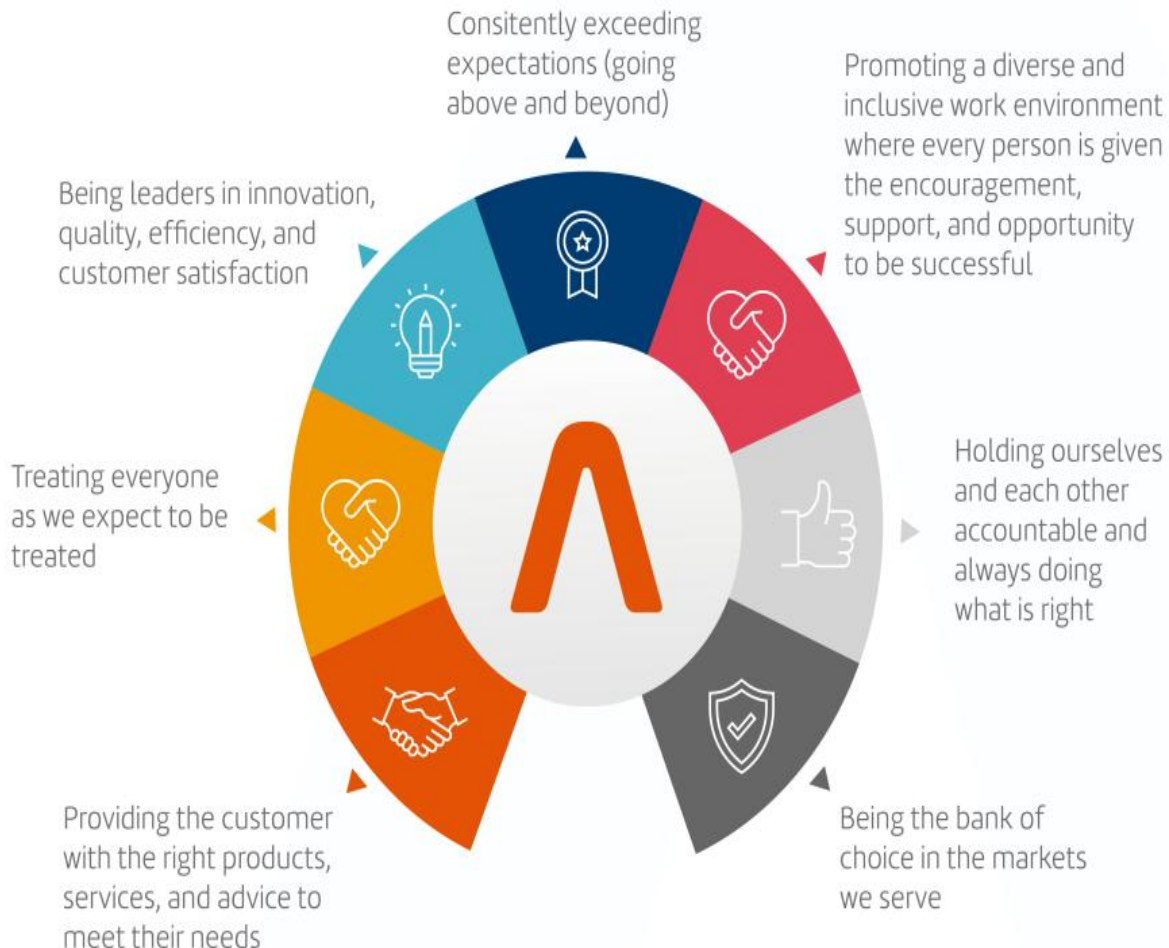 Consitently exceeding
expectations (going
above and beyond)
Promoting a diverse and
inclusive work environment
where every person is given
the encouragement,
support, and opportunity
to be successful
Being leaders in innovation,
quality, efficiency, and
customer satisfaction
Treating everyone
as we expect to be
treated
Holding ourselves
and each other
accountable and
always doing
what is right
Providing the customer
with the right products,
services, and advice to
meet their needs
Being the bank of
choice in the markets
we serve